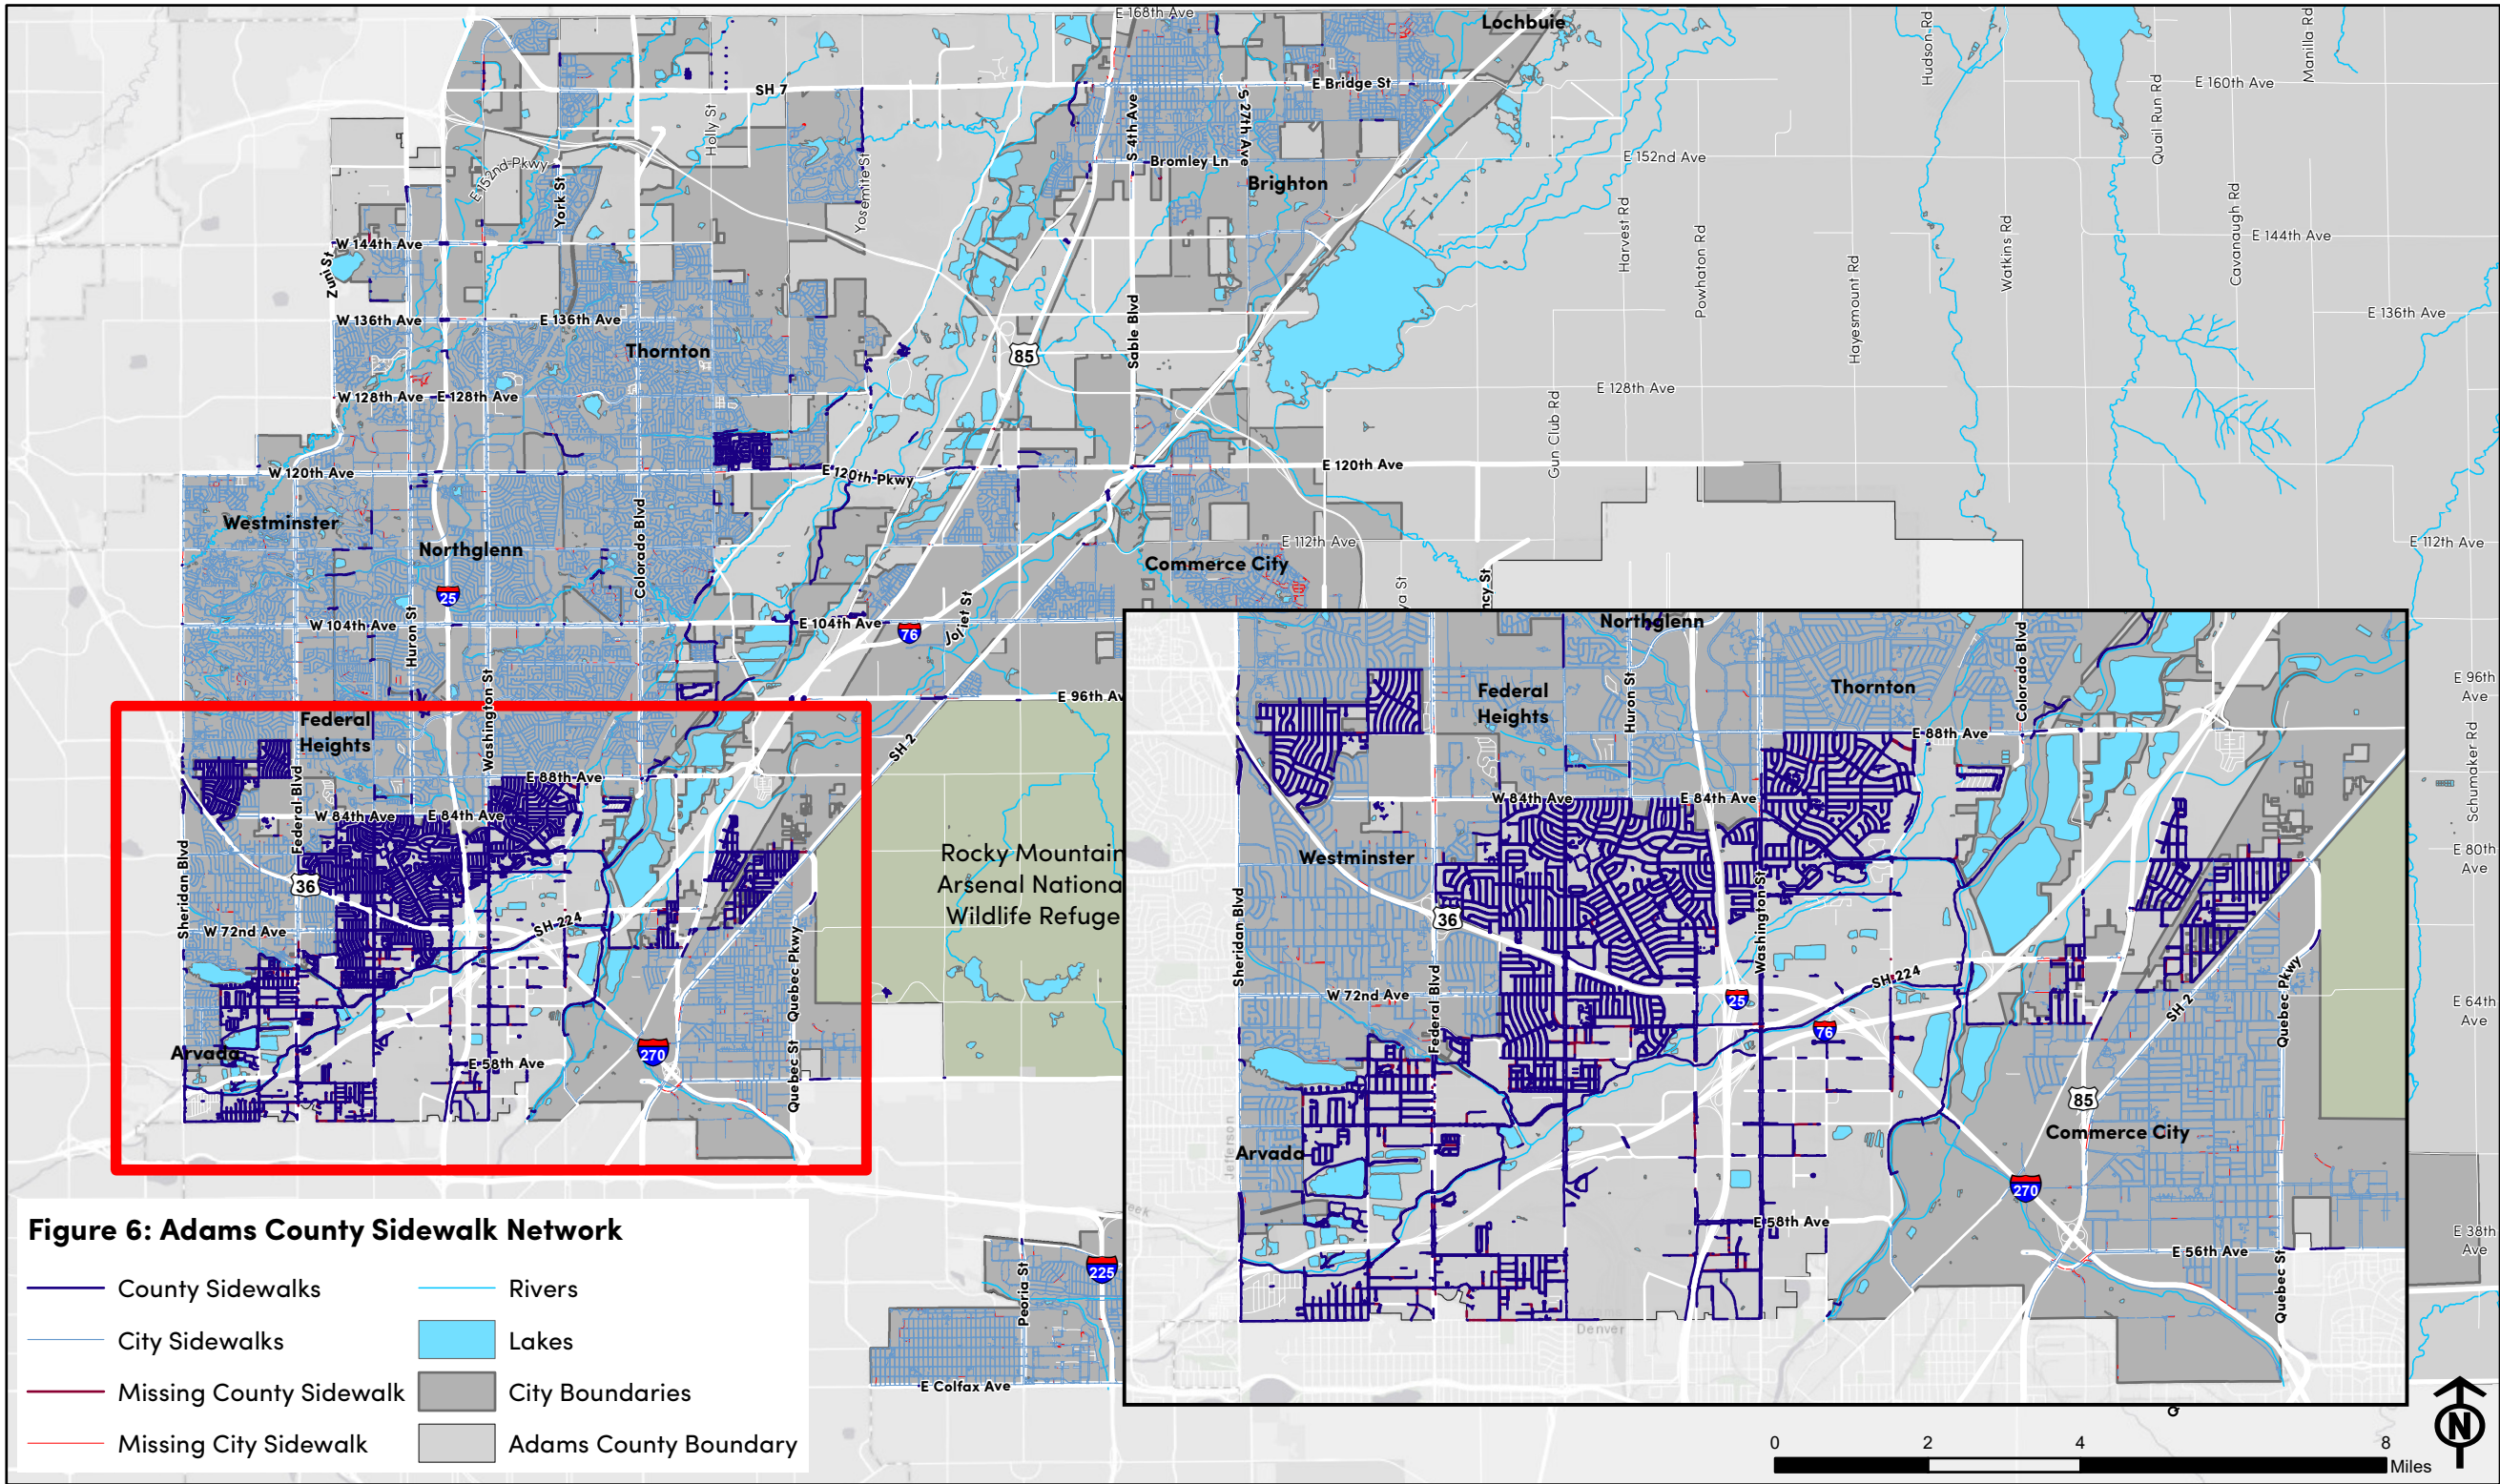 E 168th Ave
Lochbuie
Hudson Rd
Manilla Rd
SH 7
E Bridge St
E 160th Ave
Quail Run Rd
Holly St
S 4th Ave
S 27th Ave
Yosemite St
E 152nd Pkwy
York St
Bromley Ln
E 152nd Ave
Brighton
Harvest Rd
Powhaton Rd
Hayesmount Rd
Watkins Rd
Cavanaugh Rd
W 144th Ave
E 144th Ave
Zuni St
W 136th Ave
E 136th Ave
E 136th Ave
Thornton
85
Sable Blvd
W 128th Ave
E 128th Ave
E 128th Ave
Gun Club Rd
W 120th Ave
E 120th Pkwy
E 120th Ave
Westminster
Northglenn
Colorado Blvd
E 112th Ave
E 112th Ave
Commerce City
25
Huron St
W 104th Ave
E 104th Ave
76
Joliet St
Washington St
E 96th Av
E 96th
Ave
Federal
Heights
SH 2
Schumaker Rd
E 88th Ave
Federal Blvd
W 84th Ave
E 84th Ave
E 80th
Ave
Sheridan Blvd
36
Rocky Mountain
Arsenal Nationa
Wildlife Refuge
SH 224
W 72nd Ave
Quebec Pkwy
E 64th
Ave
Arvada
270
E 58th Ave
Quebec St
E 38th
Ave
225
Peoria St
E Colfax Ave
Northglenn
Federal
Heights
Huron St
Thornton
Colorado Blvd
E 88th Ave
W 84th Ave
E 84th Ave
Westminster
Sheridan Blvd
36
Washington St
Federal Blvd
W 72nd Ave
25
SH 224
76
SH 2
Quebec Pkwy
85
Commerce City
Jefferson
Arvada
270
E 58th Ave
E 56th Ave
Quebec St
Adams
Denver
Figure 6: Adams County Sidewalk Network
County Sidewalks
City Sidewalks
Missing County Sidewalk
Missing City Sidewalk
Rivers
Lakes
City Boundaries
Adams County Boundary
0 2 4 8
Miles
N